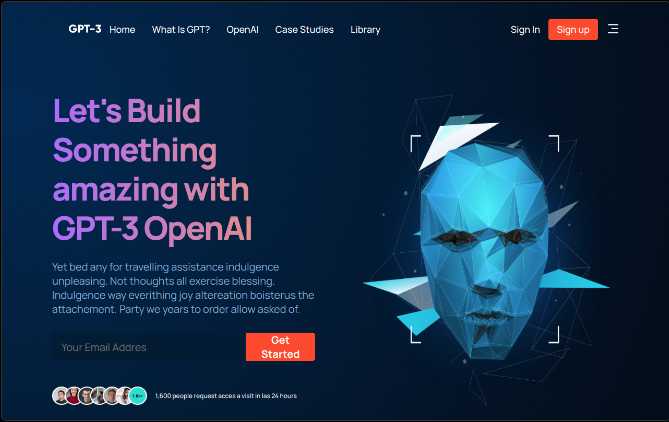 GPT-3 Home What Is GPT? OpenAI Case Studies Library Sign In Sign up
Let's Build
Something
amazing with
GPT-3 OpenAI
Yet bed any for travelling assistance indulgence
unpleasing. Not thoughts all exercise blessing.
Indulgence way everithing joy altereation boisterus the
attachement. Party we years to order allow asked of.
Your Email Addres
Get
Started
1,600 people request acces a visit in las 24 hours